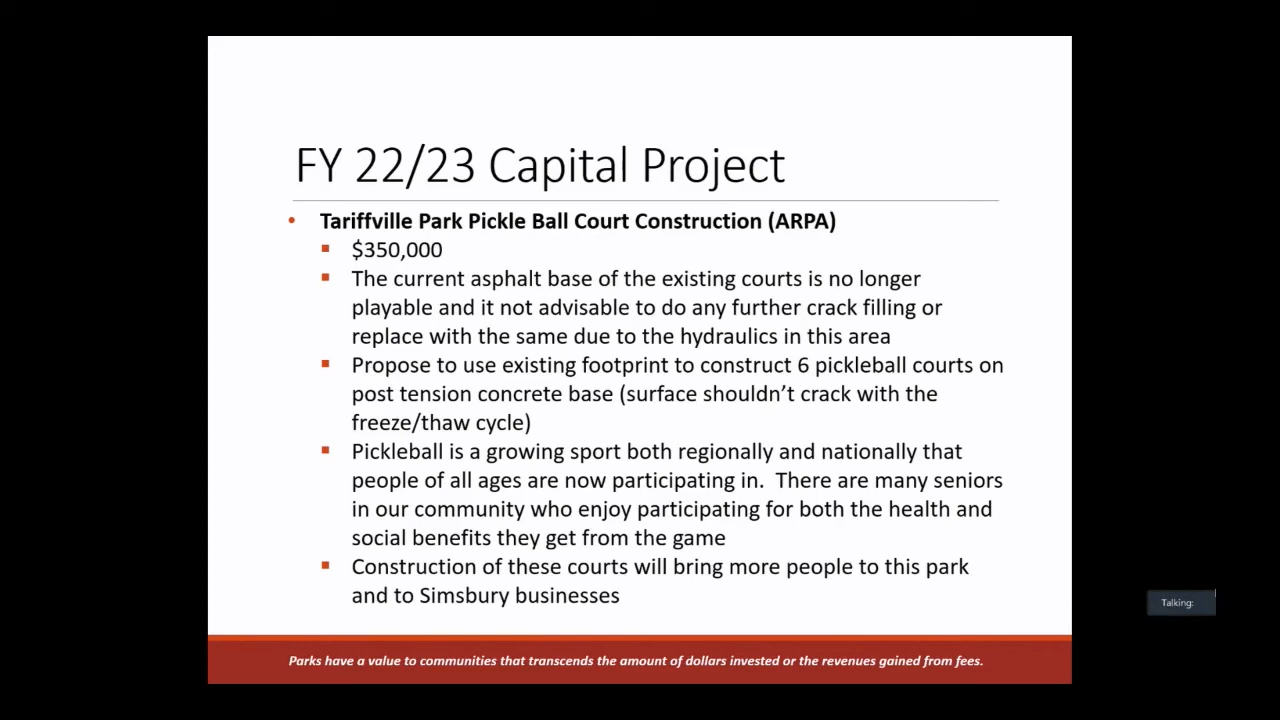 FY 22/23 Capital Project
• Tariffville Park Pickle Ball Court Construction (ARPA)
▪ $350,000
▪ The current asphalt base of the existing courts is no longer
playable and it not advisable to do any further crack filling or
replace with the same due to the hydraulics in this area
▪ Propose to use existing footprint to construct 6 pickleball courts on
post tension concrete base (surface shouldn’t crack with the
freeze/thaw cycle)
▪ Pickleball is a growing sport both regionally and nationally that
people of all ages are now participating in.  There are many seniors
in our community who enjoy participating for both the health and
social benefits they get from the game
▪ Construction of these courts will bring more people to this park
and to Simsbury businesses
Talking:
Parks have a value to communities that transcends the amount of dollars invested or the revenues gained from fees.